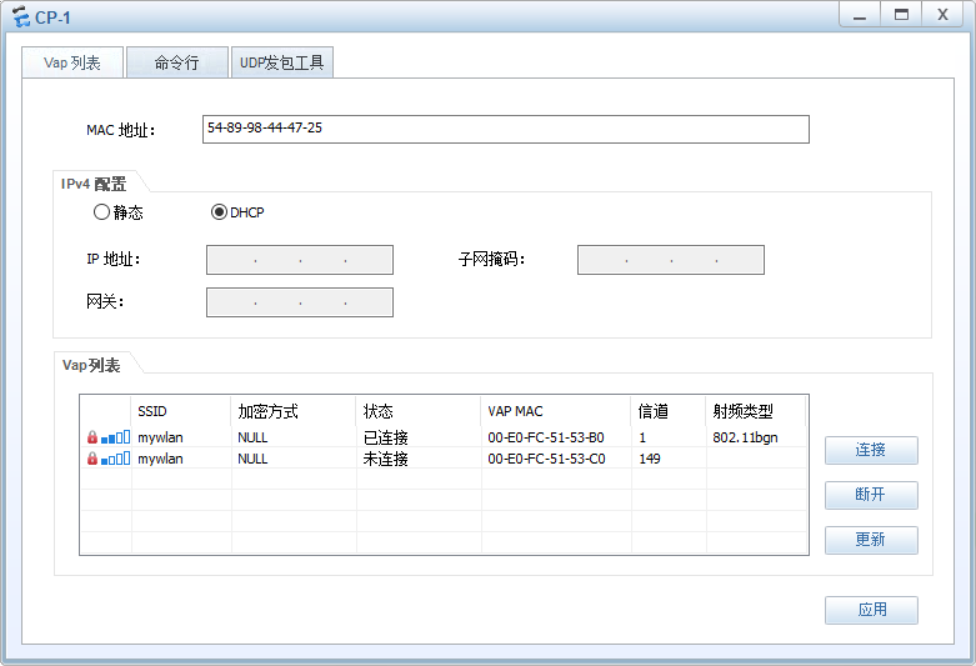 CP-1
Vap 列表 命令行 UDP发包工具
MAC 地址： 54-89-98-44-47-25
IPv4 配置
静态 DHCP
IP 地址： . . . 子网掩码： . . .
网关： . . .
Vap列表
SSID 加密方式 状态 VAP MAC 信道 射频类型
mywlan NULL 已连接 00-E0-FC-51-53-B0 1 802.11bgn
mywlan NULL 未连接 00-E0-FC-51-53-C0 149
连接
断开
更新
应用